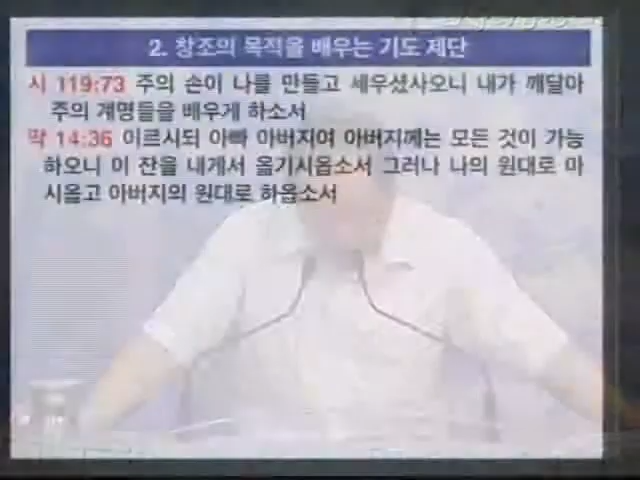 2. 창조의 목적을 배우는 기도 제단
시 119:73 주의 손이 나를 만들고 세우셨사오니 내가 깨달아
주의 계명들을 배우게 하소서
막 14:36 이르시되 아빠 아버지여 아버지께는 모든 것이 가능
하오니 이 잔을 내게서 옮기시옵소서 그러나 나의 원대로 마
시옵고 아버지의 원대로 하옵소서